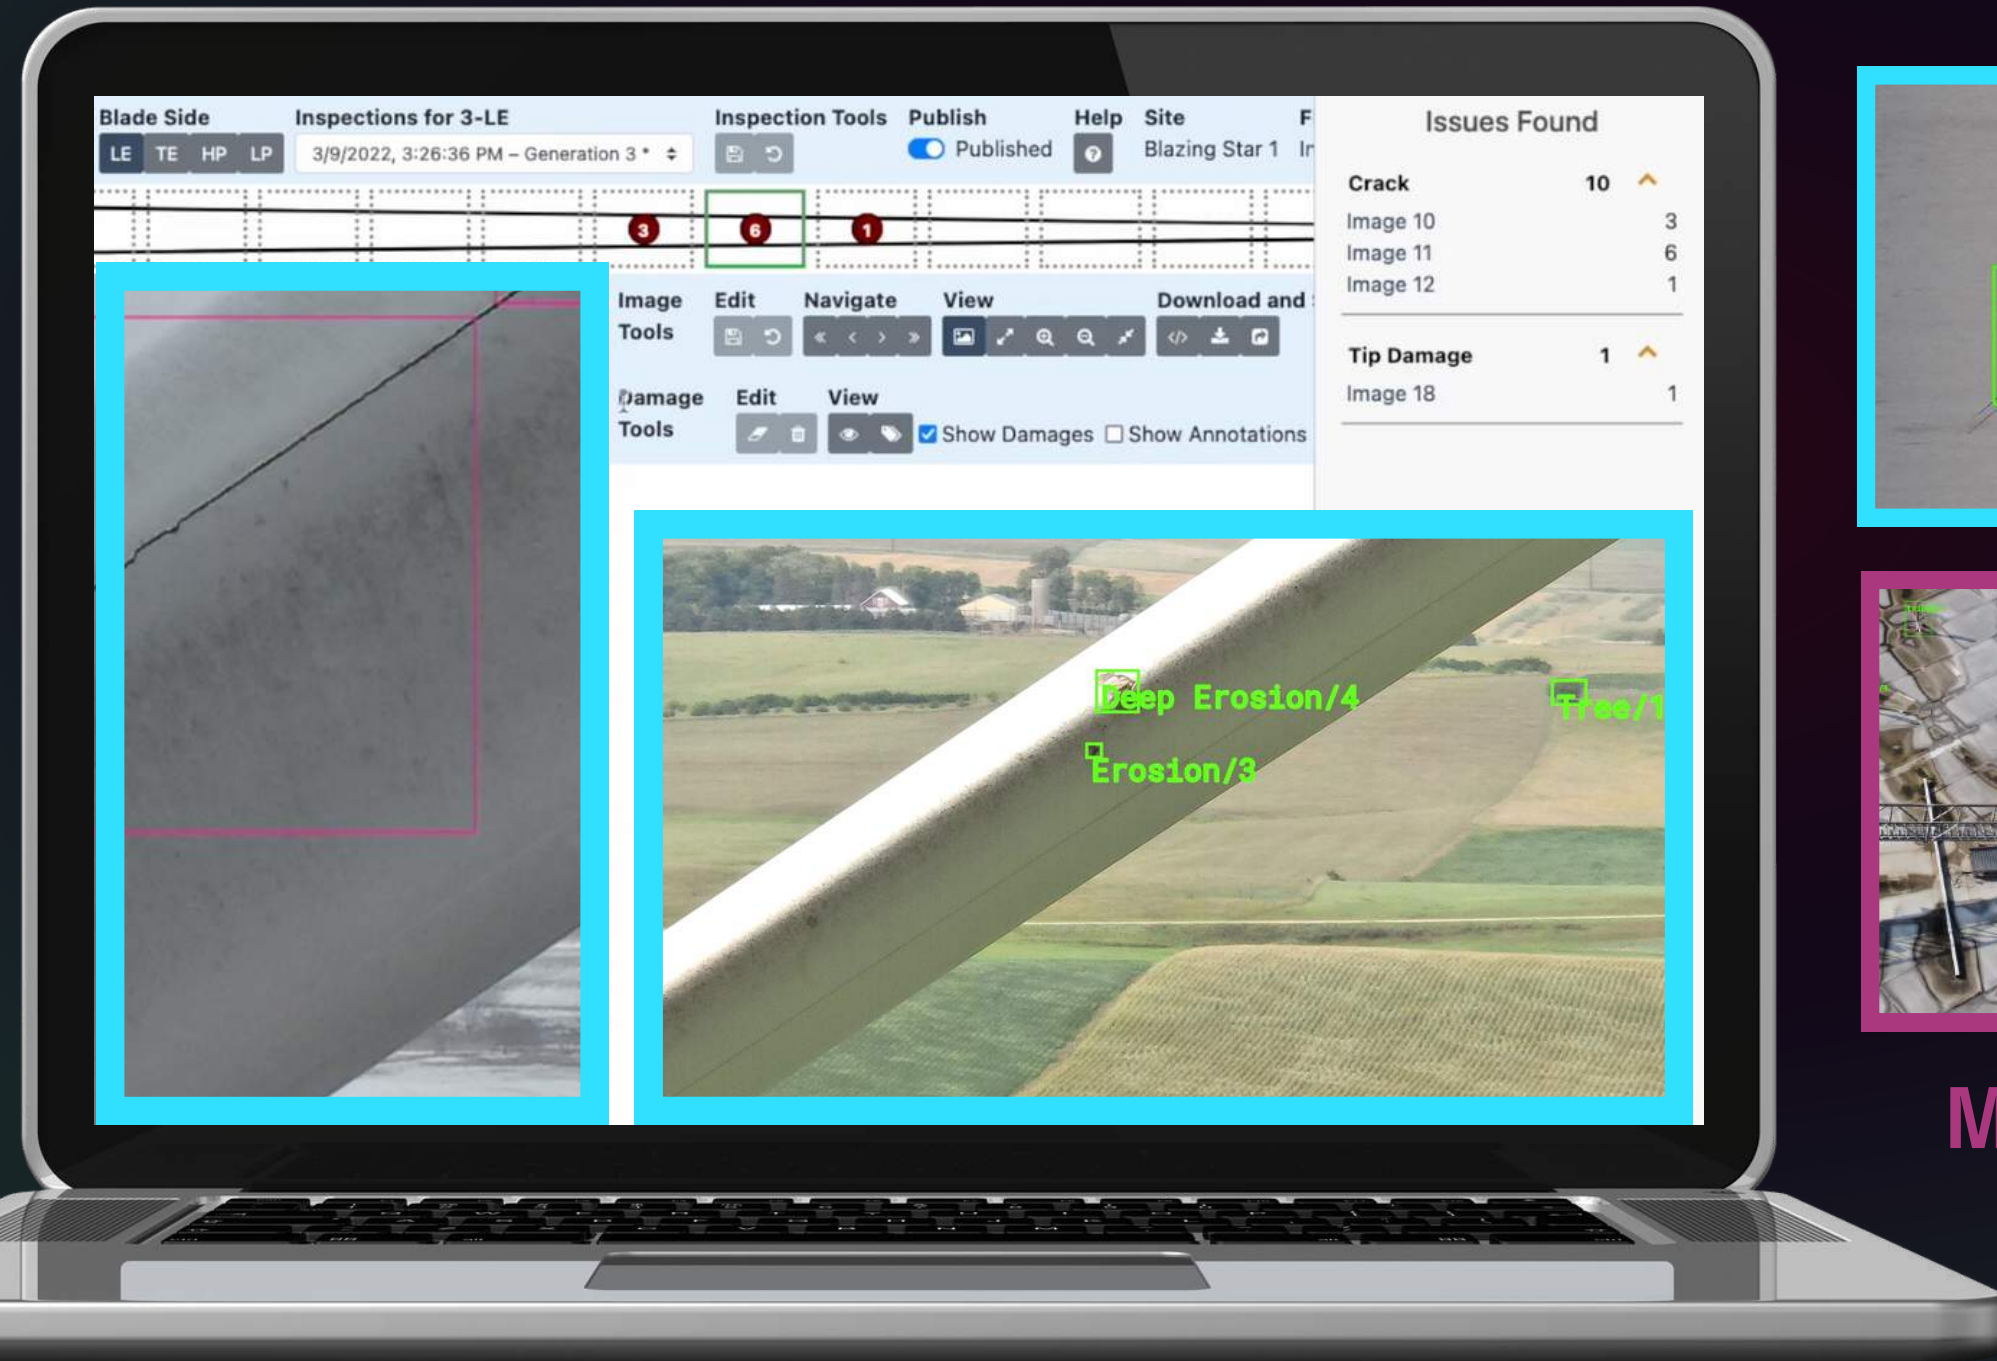 Blade Side
LE TE HP LP
Inspections for 3-LE
3/9/2022, 3:26:36 PM – Generation 3 *
Inspection Tools
Publish
Published
Help
Site
Blazing Star 1
F
Ir
3
6
1
Image
Tools
Edit
Navigate
View
Download and
Damage
Tools
Edit
View
Show Damages
Show Annotations
Issues Found
Crack 10
Image 10 3
Image 11 6
Image 12 1
Tip Damage 1
Image 18 1
Deep Erosion/4
Erosion/3
Tree/1
M